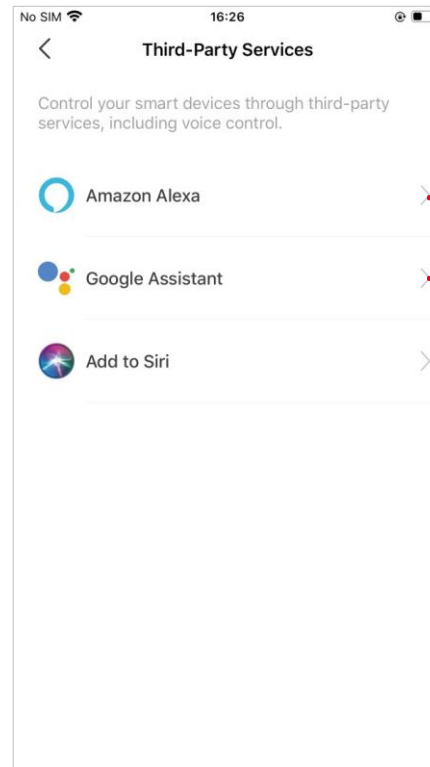 No SIM 16:26
Third-Party Services
Control your smart devices through third-party
services, including voice control.
Amazon Alexa
Google Assistant
Add to Siri